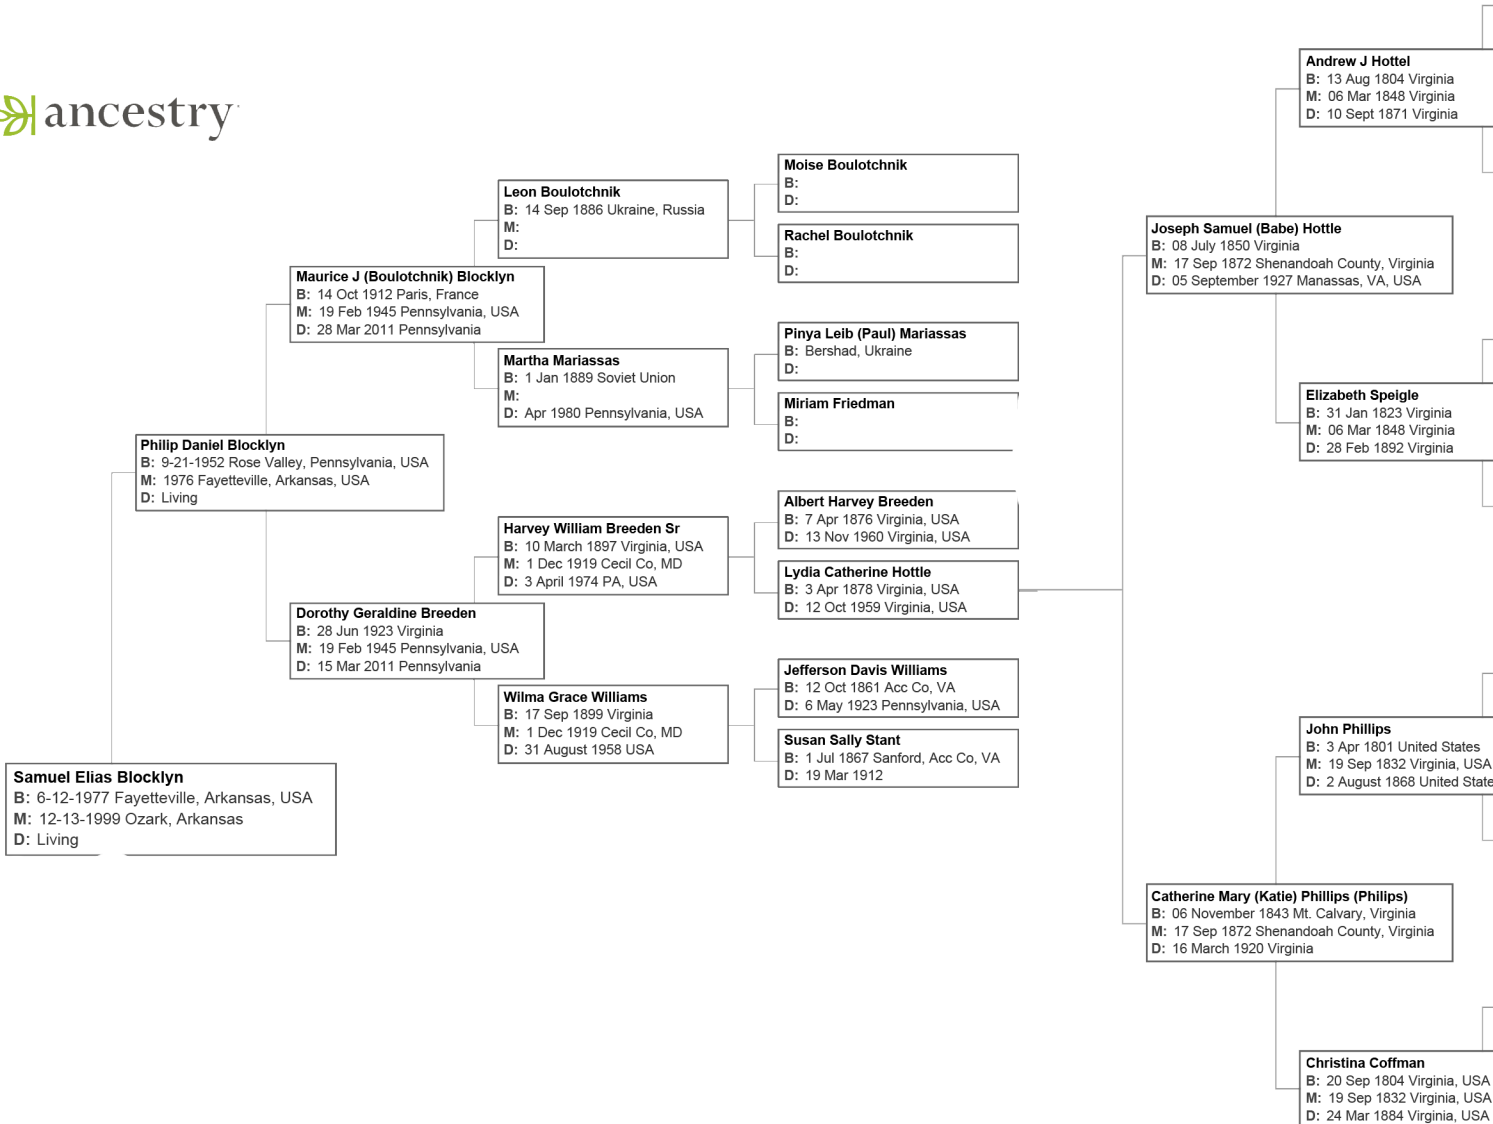 ancestry
Samuel Elias Blocklyn
B: 6-12-1977 Fayetteville, Arkansas, USA
M: 12-13-1999 Ozark, Arkansas
D: Living
Philip Daniel Blocklyn
B: 9-21-1952 Rose Valley, Pennsylvania, USA
M: 1976 Fayetteville, Arkansas, USA
D: Living
Maurice J (Boulotchnik) Blocklyn
B: 14 Oct 1912 Paris, France
M: 19 Feb 1945 Pennsylvania, USA
D: 28 Mar 2011 Pennsylvania
Dorothy Geraldine Breeden
B: 28 Jun 1923 Virginia
M: 19 Feb 1945 Pennsylvania, USA
D: 15 Mar 2011 Pennsylvania
Leon Boulotchnik
B: 14 Sep 1886 Ukraine, Russia
M:
D:
Martha Mariassas
B: 1 Jan 1889 Soviet Union
M:
D: Apr 1980 Pennsylvania, USA
Harvey William Breeden Sr
B: 10 March 1897 Virginia, USA
M: 1 Dec 1919 Cecil Co, MD
D: 3 April 1974 PA, USA
Wilma Grace Williams
B: 17 Sep 1899 Virginia
M: 1 Dec 1919 Cecil Co, MD
D: 31 August 1958 USA
Moise Boulotchnik
B:
D:
Rachel Boulotchnik
B:
D:
Pinya Leib (Paul) Mariassas
B: Bershad, Ukraine
D:
Miriam Friedman
B:
D:
Albert Harvey Breeden
B: 7 Apr 1876 Virginia, USA
D: 13 Nov 1960 Virginia, USA
Lydia Catherine Hottle
B: 3 Apr 1878 Virginia, USA
D: 12 Oct 1959 Virginia, USA
Jefferson Davis Williams
B: 12 Oct 1861 Acc Co, VA
D: 6 May 1923 Pennsylvania, USA
Susan Sally Stant
B: 1 Jul 1867 Sanford, Acc Co, VA
D: 19 Mar 1912
Joseph Samuel (Babe) Hottle
B: 08 July 1850 Virginia
M: 17 Sep 1872 Shenandoah County, Virginia
D: 05 September 1927 Manassas, VA, USA
Catherine Mary (Katie) Phillips (Philips)
B: 06 November 1843 Mt. Calvary, Virginia
M: 17 Sep 1872 Shenandoah County, Virginia
D: 16 March 1920 Virginia
Andrew J Hottel
B: 13 Aug 1804 Virginia
M: 06 Mar 1848 Virginia
D: 10 Sept 1871 Virginia
Elizabeth Speigle
B: 31 Jan 1823 Virginia
M: 06 Mar 1848 Virginia
D: 28 Feb 1892 Virginia
John Phillips
B: 3 Apr 1801 United States
M: 19 Sep 1832 Virginia, USA
D: 2 August 1868 United State
Christina Coffman
B: 20 Sep 1804 Virginia, USA
M: 19 Sep 1832 Virginia, USA
D: 24 Mar 1884 Virginia, USA